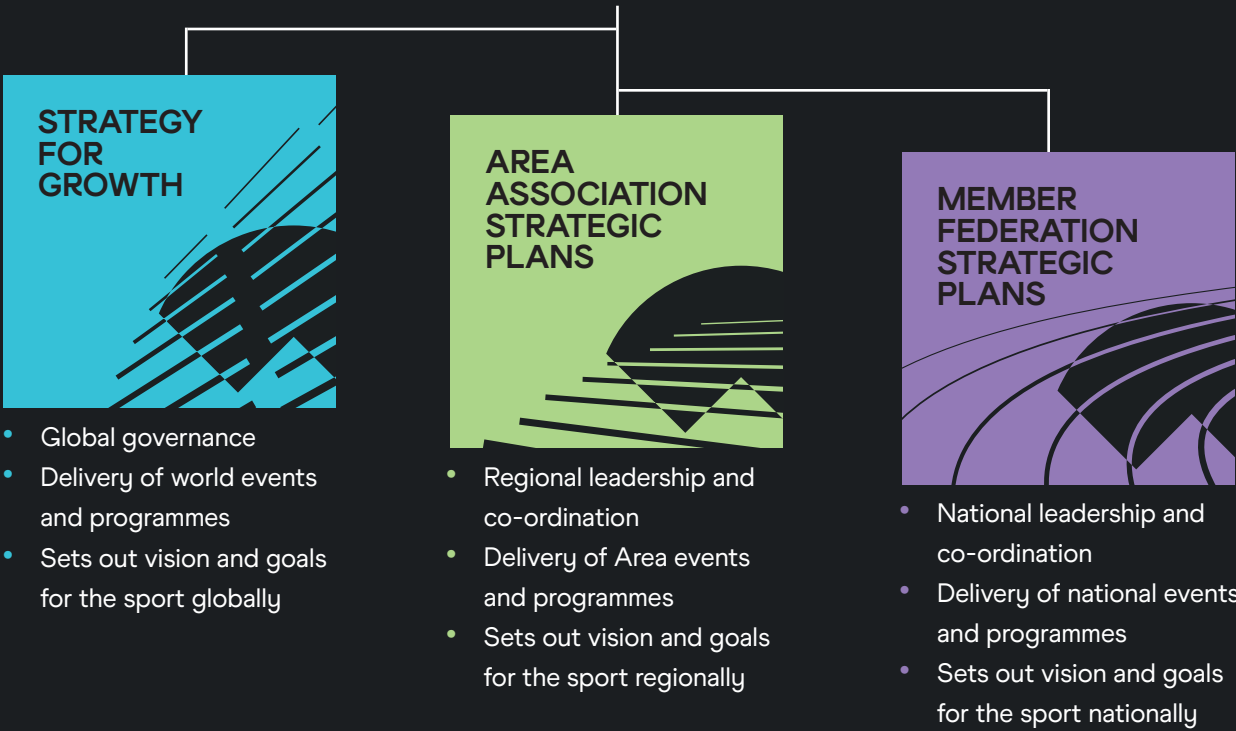 STRATEGY
FOR
GROWTH
Global governance
Delivery of world events
and programmes
Sets out vision and goals
for the sport globally
AREA
ASSOCIATION
STRATEGIC
PLANS
Regional leadership and
co-ordination
Delivery of Area events
and programmes
Sets out vision and goals
for the sport regionally
MEMBER
FEDERATION
STRATEGIC
PLANS
National leadership and
co-ordination
Delivery of national events
and programmes
Sets out vision and goals
for the sport nationally